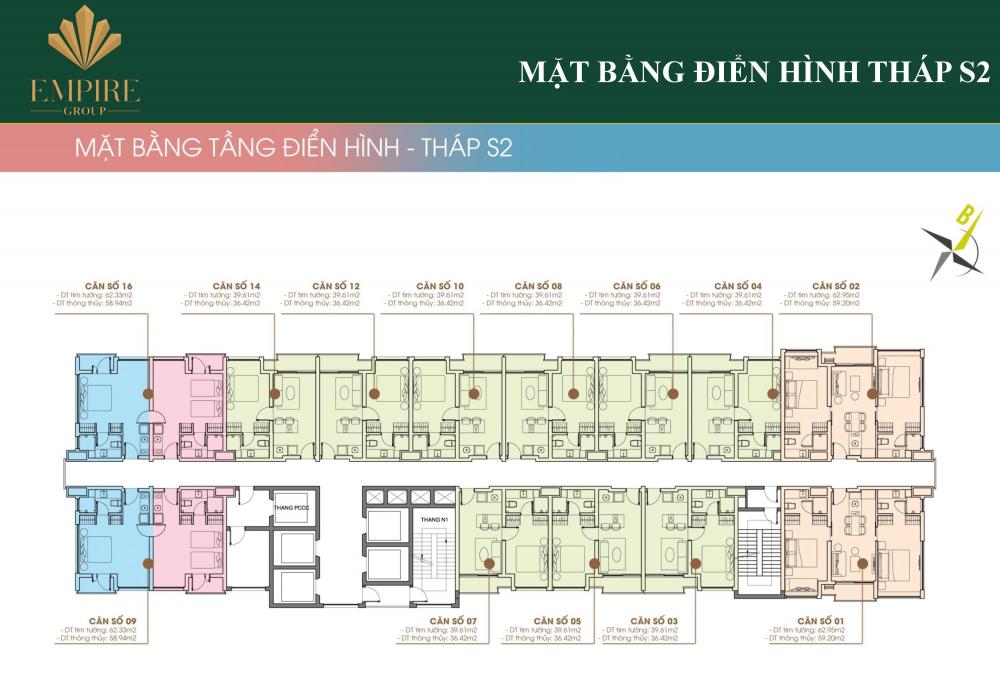 EMPIRE
GROUP
MẶT BẰNG ĐIỂN HÌNH THÁP S2
MẶT BẰNG TẦNG ĐIỂN HÌNH - THÁP S2
B
CĂN SỐ 16
- DT tim tường: 62.33m2
- DT thông thủy: 58.94m2
CĂN SỐ 14
- DT tim tường: 39.61m2
- DT thông thủy: 36.42m2
CĂN SỐ 12
- DT tim tường: 39.61m2
- DT thông thủy: 36.42m2
CĂN SỐ 10
- DT tim tường: 39.61m2
- DT thông thủy: 36.42m2
CĂN SỐ 08
- DT tim tường: 39.61m2
- DT thông thủy: 36.42m2
CĂN SỐ 06
- DT tim tường: 39.61m2
- DT thông thủy: 36.42m2
CĂN SỐ 04
- DT tim tường: 39.61m2
- DT thông thủy: 36.42m2
CĂN SỐ 02
- DT tim tường: 62.95m2
- DT thông thủy: 59.20m2
THANG PCCC
THANG N1
CĂN SỐ 09
- DT tim tường: 62.33m2
- DT thông thủy: 58.94m2
CĂN SỐ 07
- DT tim tường: 39.61m2
- DT thông thủy: 36.42m2
CĂN SỐ 05
- DT tim tường: 39.61m2
- DT thông thủy: 36.42m2
CĂN SỐ 03
- DT tim tường: 39.61m2
- DT thông thủy: 36.42m2
CĂN SỐ 01
- DT tim tường: 62.95m2
- DT thông thủy: 59.20m2